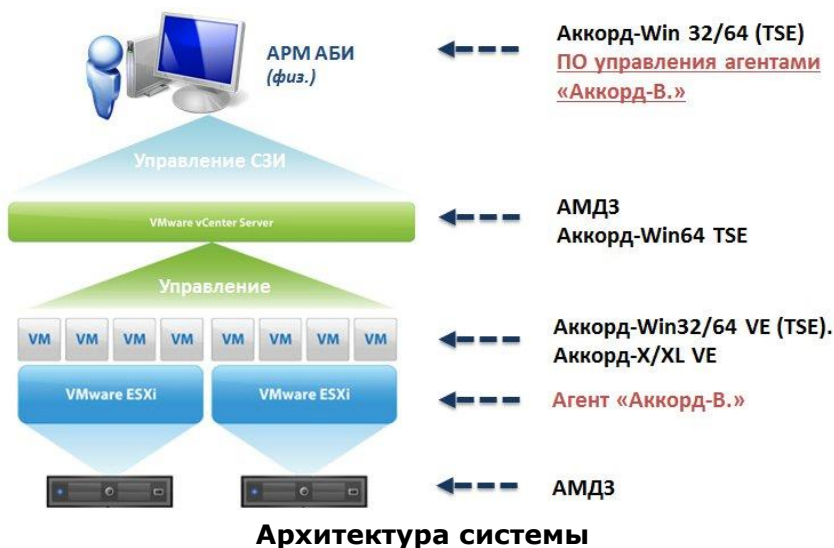 АРМ АБИ
(физ.)
Аккорд-Win 32/64 (TSE)
ПО управления агентами
«Аккорд-В.»
Управление СЗИ
VMware vCenter Server
АМДЗ
Аккорд-Win64 TSE
Управление
VM VM VM VM VM VM VM VM
Аккорд-Win32/64 VE (TSE).
Аккорд-X/XL VE
VMware ESXi VMware ESXi
Агент «Аккорд-В.»
АМДЗ
Архитектура системы